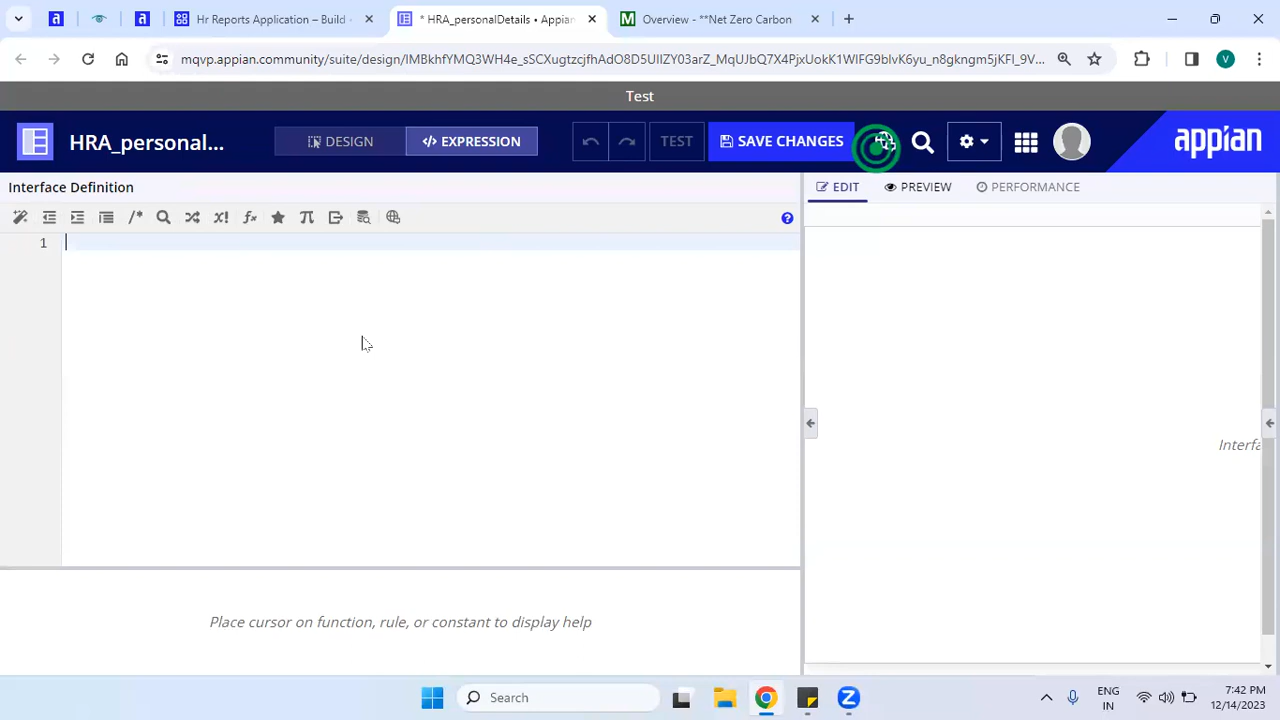 Hr Reports Application – Build
* HRA_personalDetails • Appian
Overview - **Net Zero Carbon
mqvp.appian.community/suite/design/
Test
HRA_personal...
DESIGN
</> EXPRESSION
TEST
SAVE CHANGES
appian
Interface Definition
EDIT
PREVIEW
PERFORMANCE
1
Interfa
Place cursor on function, rule, or constant to display help
Search
ENG
IN
7:42 PM
12/14/2023